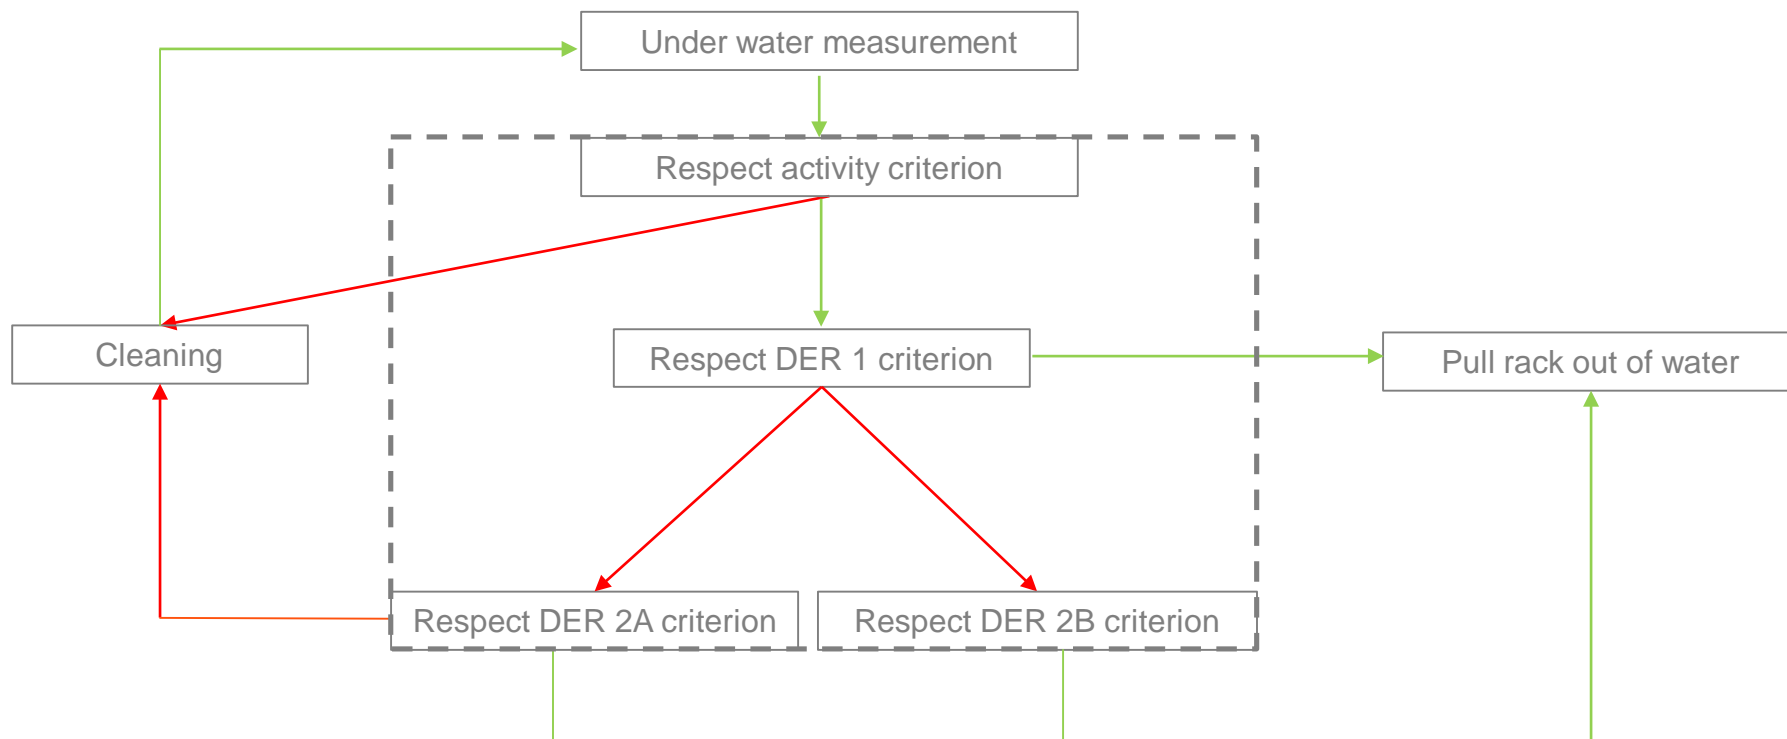 Under water measurement
Respect activity criterion
Cleaning
Respect DER 1 criterion
Pull rack out of water
Respect DER 2A criterion
Respect DER 2B criterion